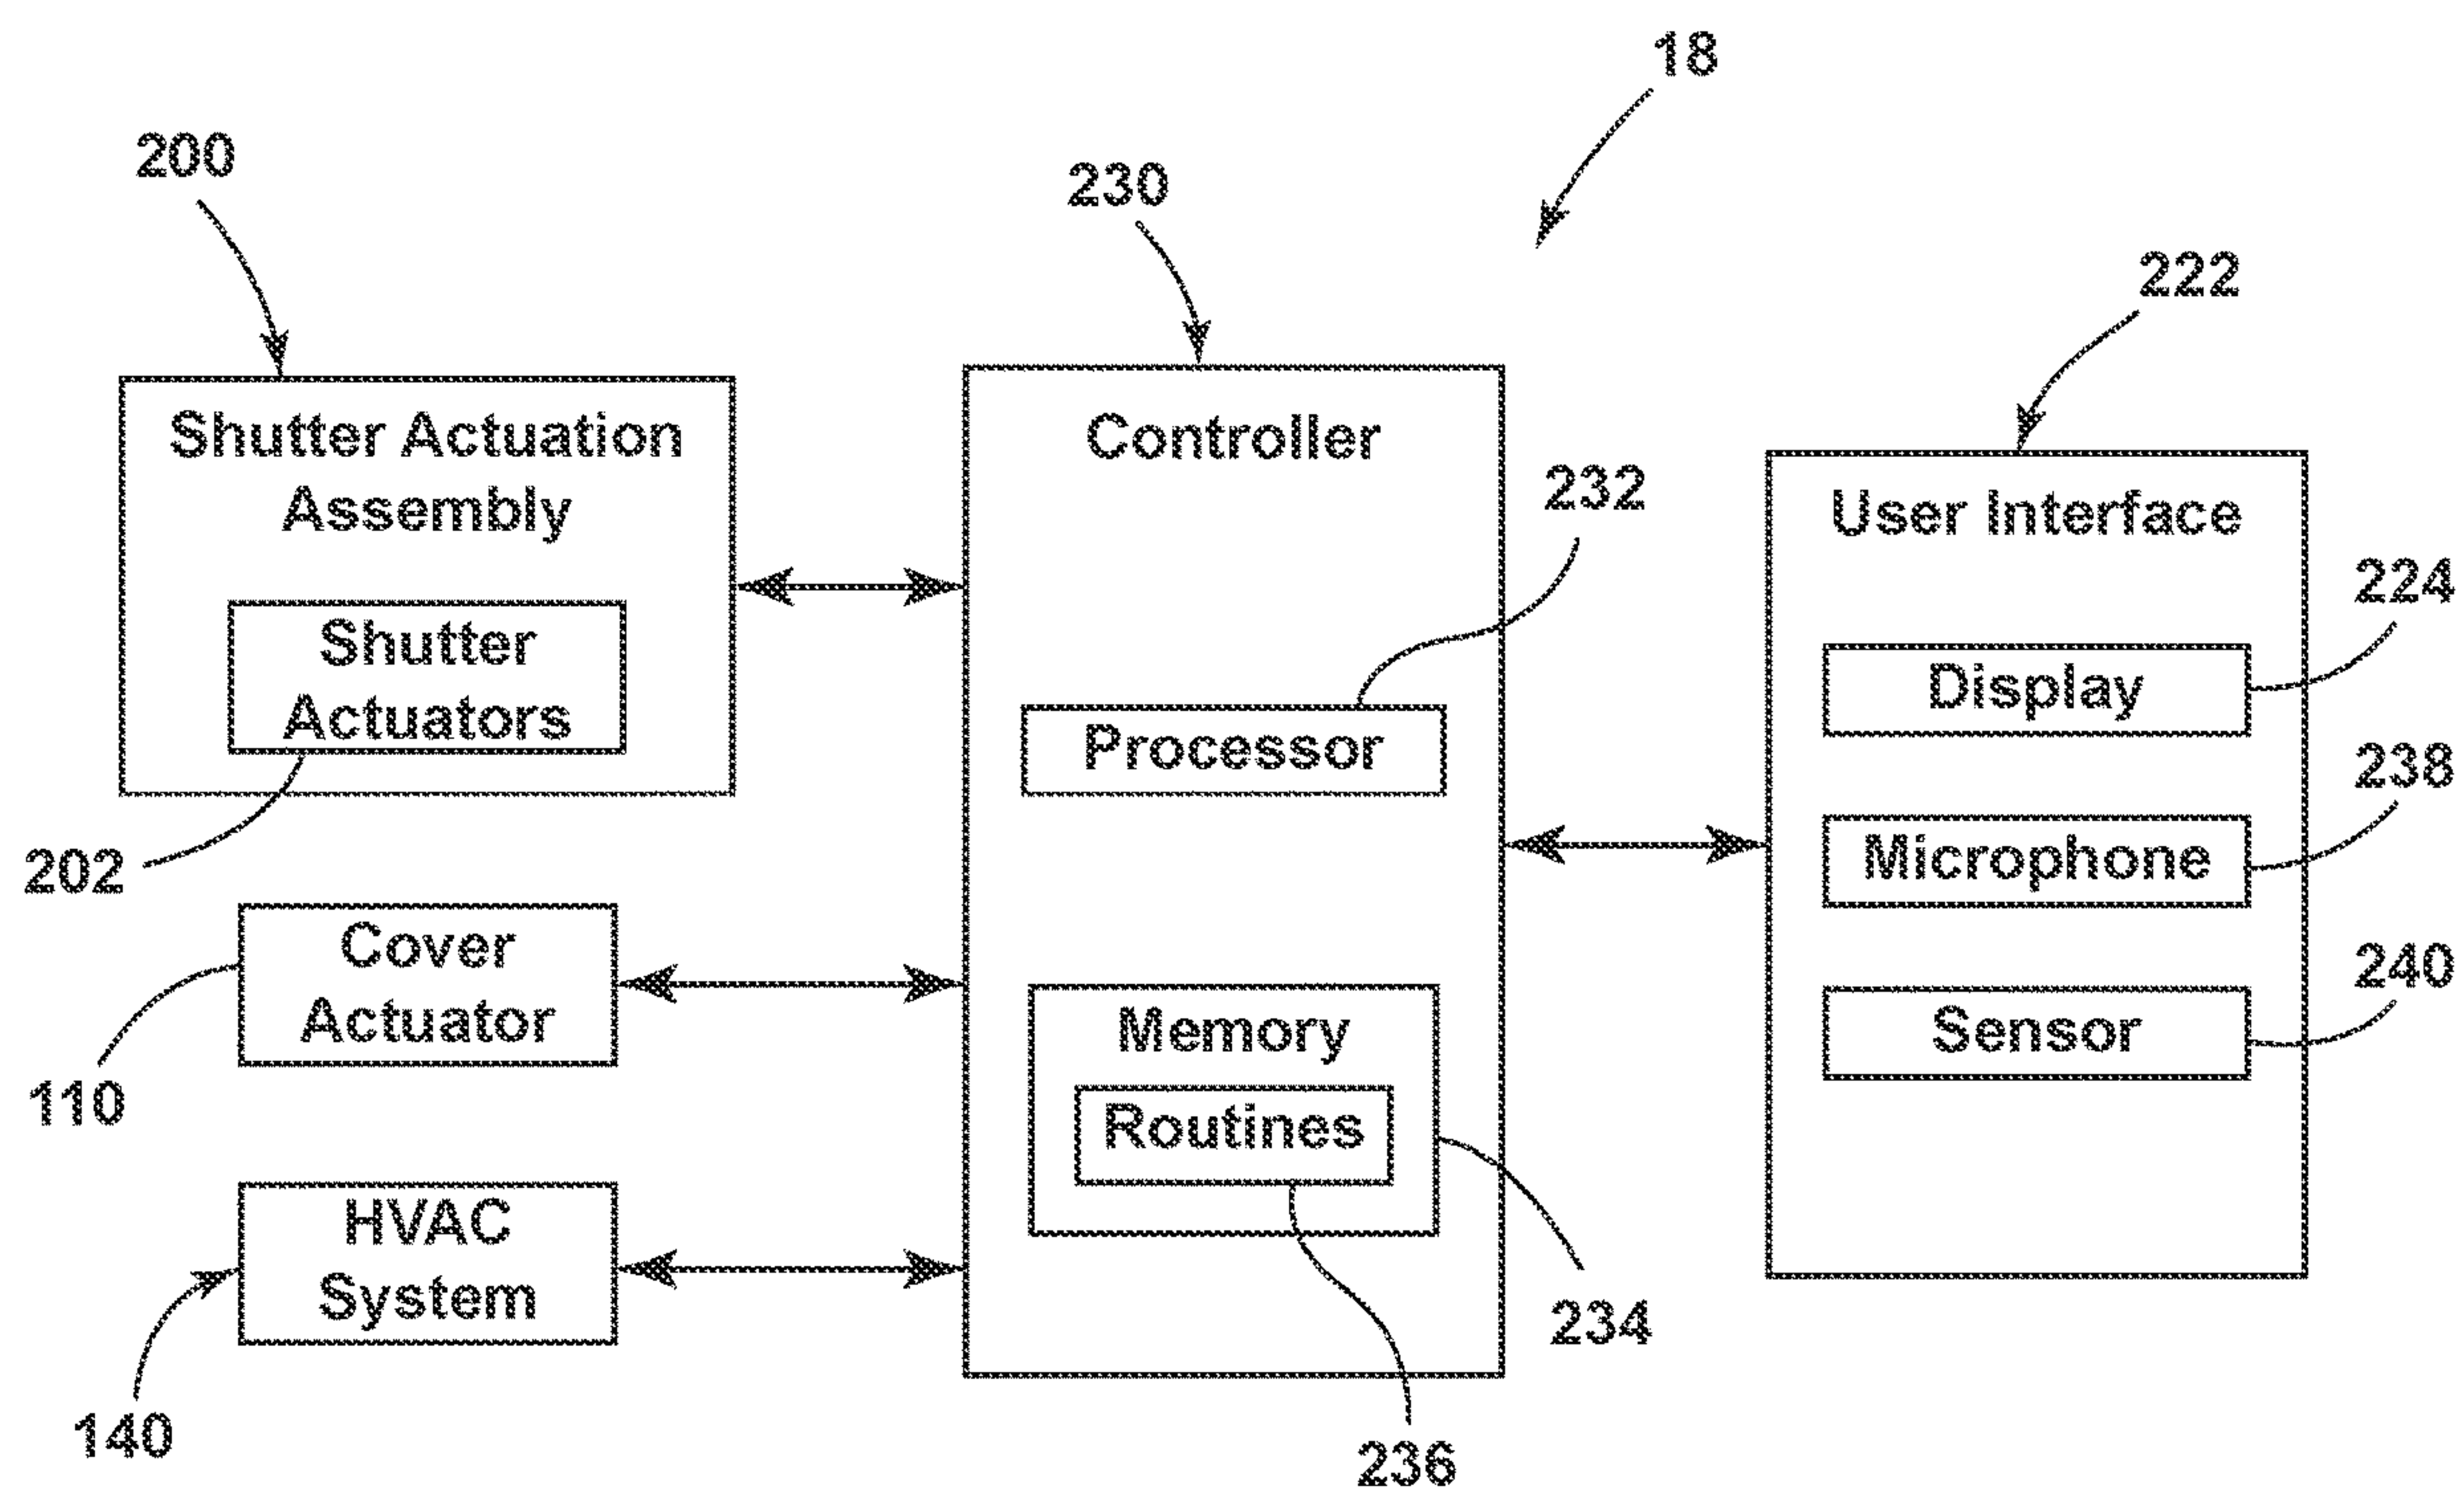 18
200
230
222
Shutter Actuation
Assembly
Shutter
Actuators
202
Controller
232
Processor
Memory
Routines
234
236
User Interface
224
Display
238
Microphone
240
Sensor
Cover
Actuator
110
HVAC
System
140